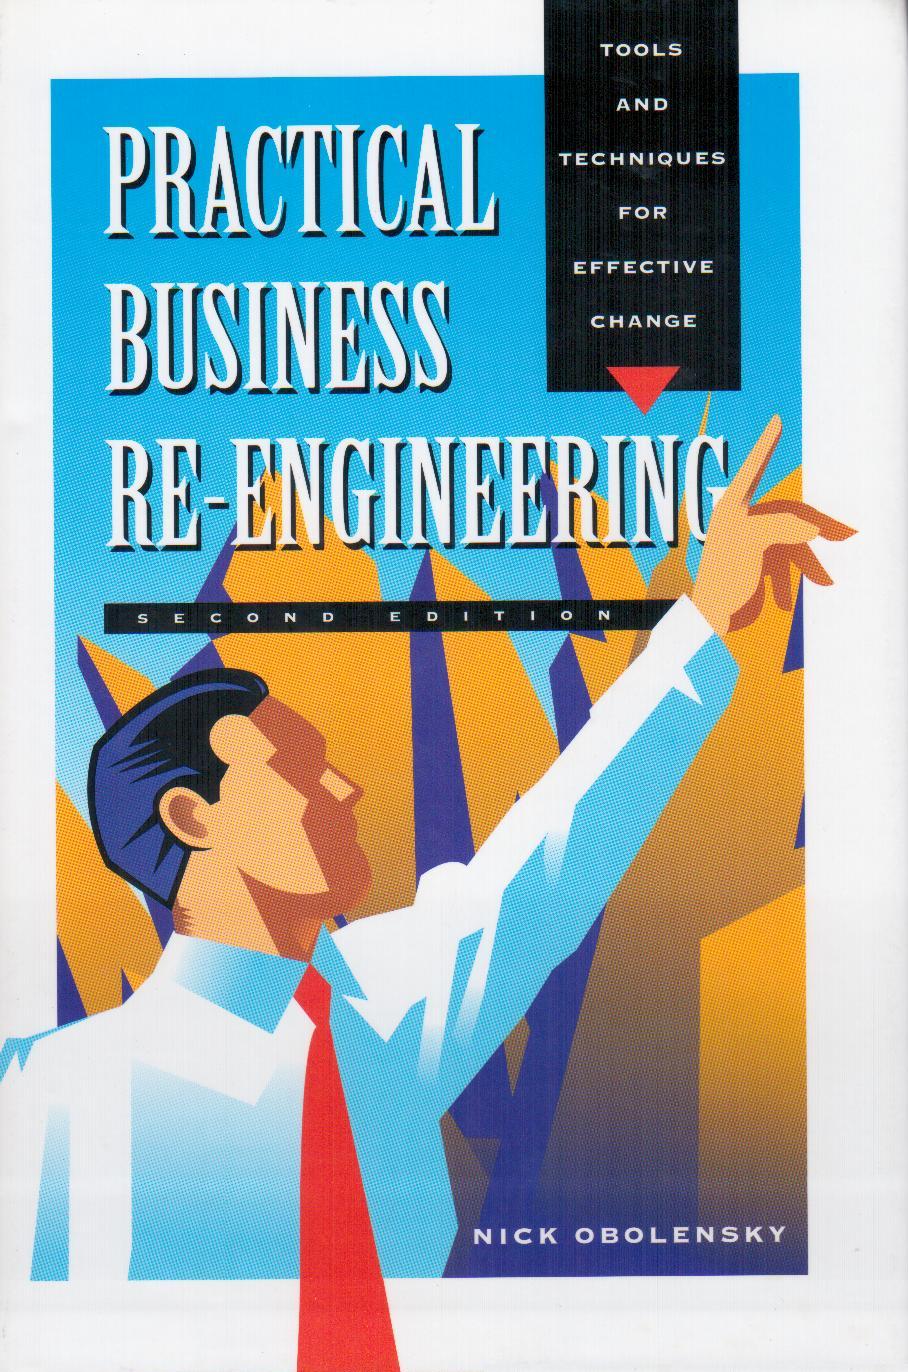 TOOLS
AND
TECHNIQUES
FOR
EFFECTIVE
CHANGE
PRACTICAL
BUSINESS
RE-ENGINEERING
SECOND EDITION
NICK OBOLENSKY